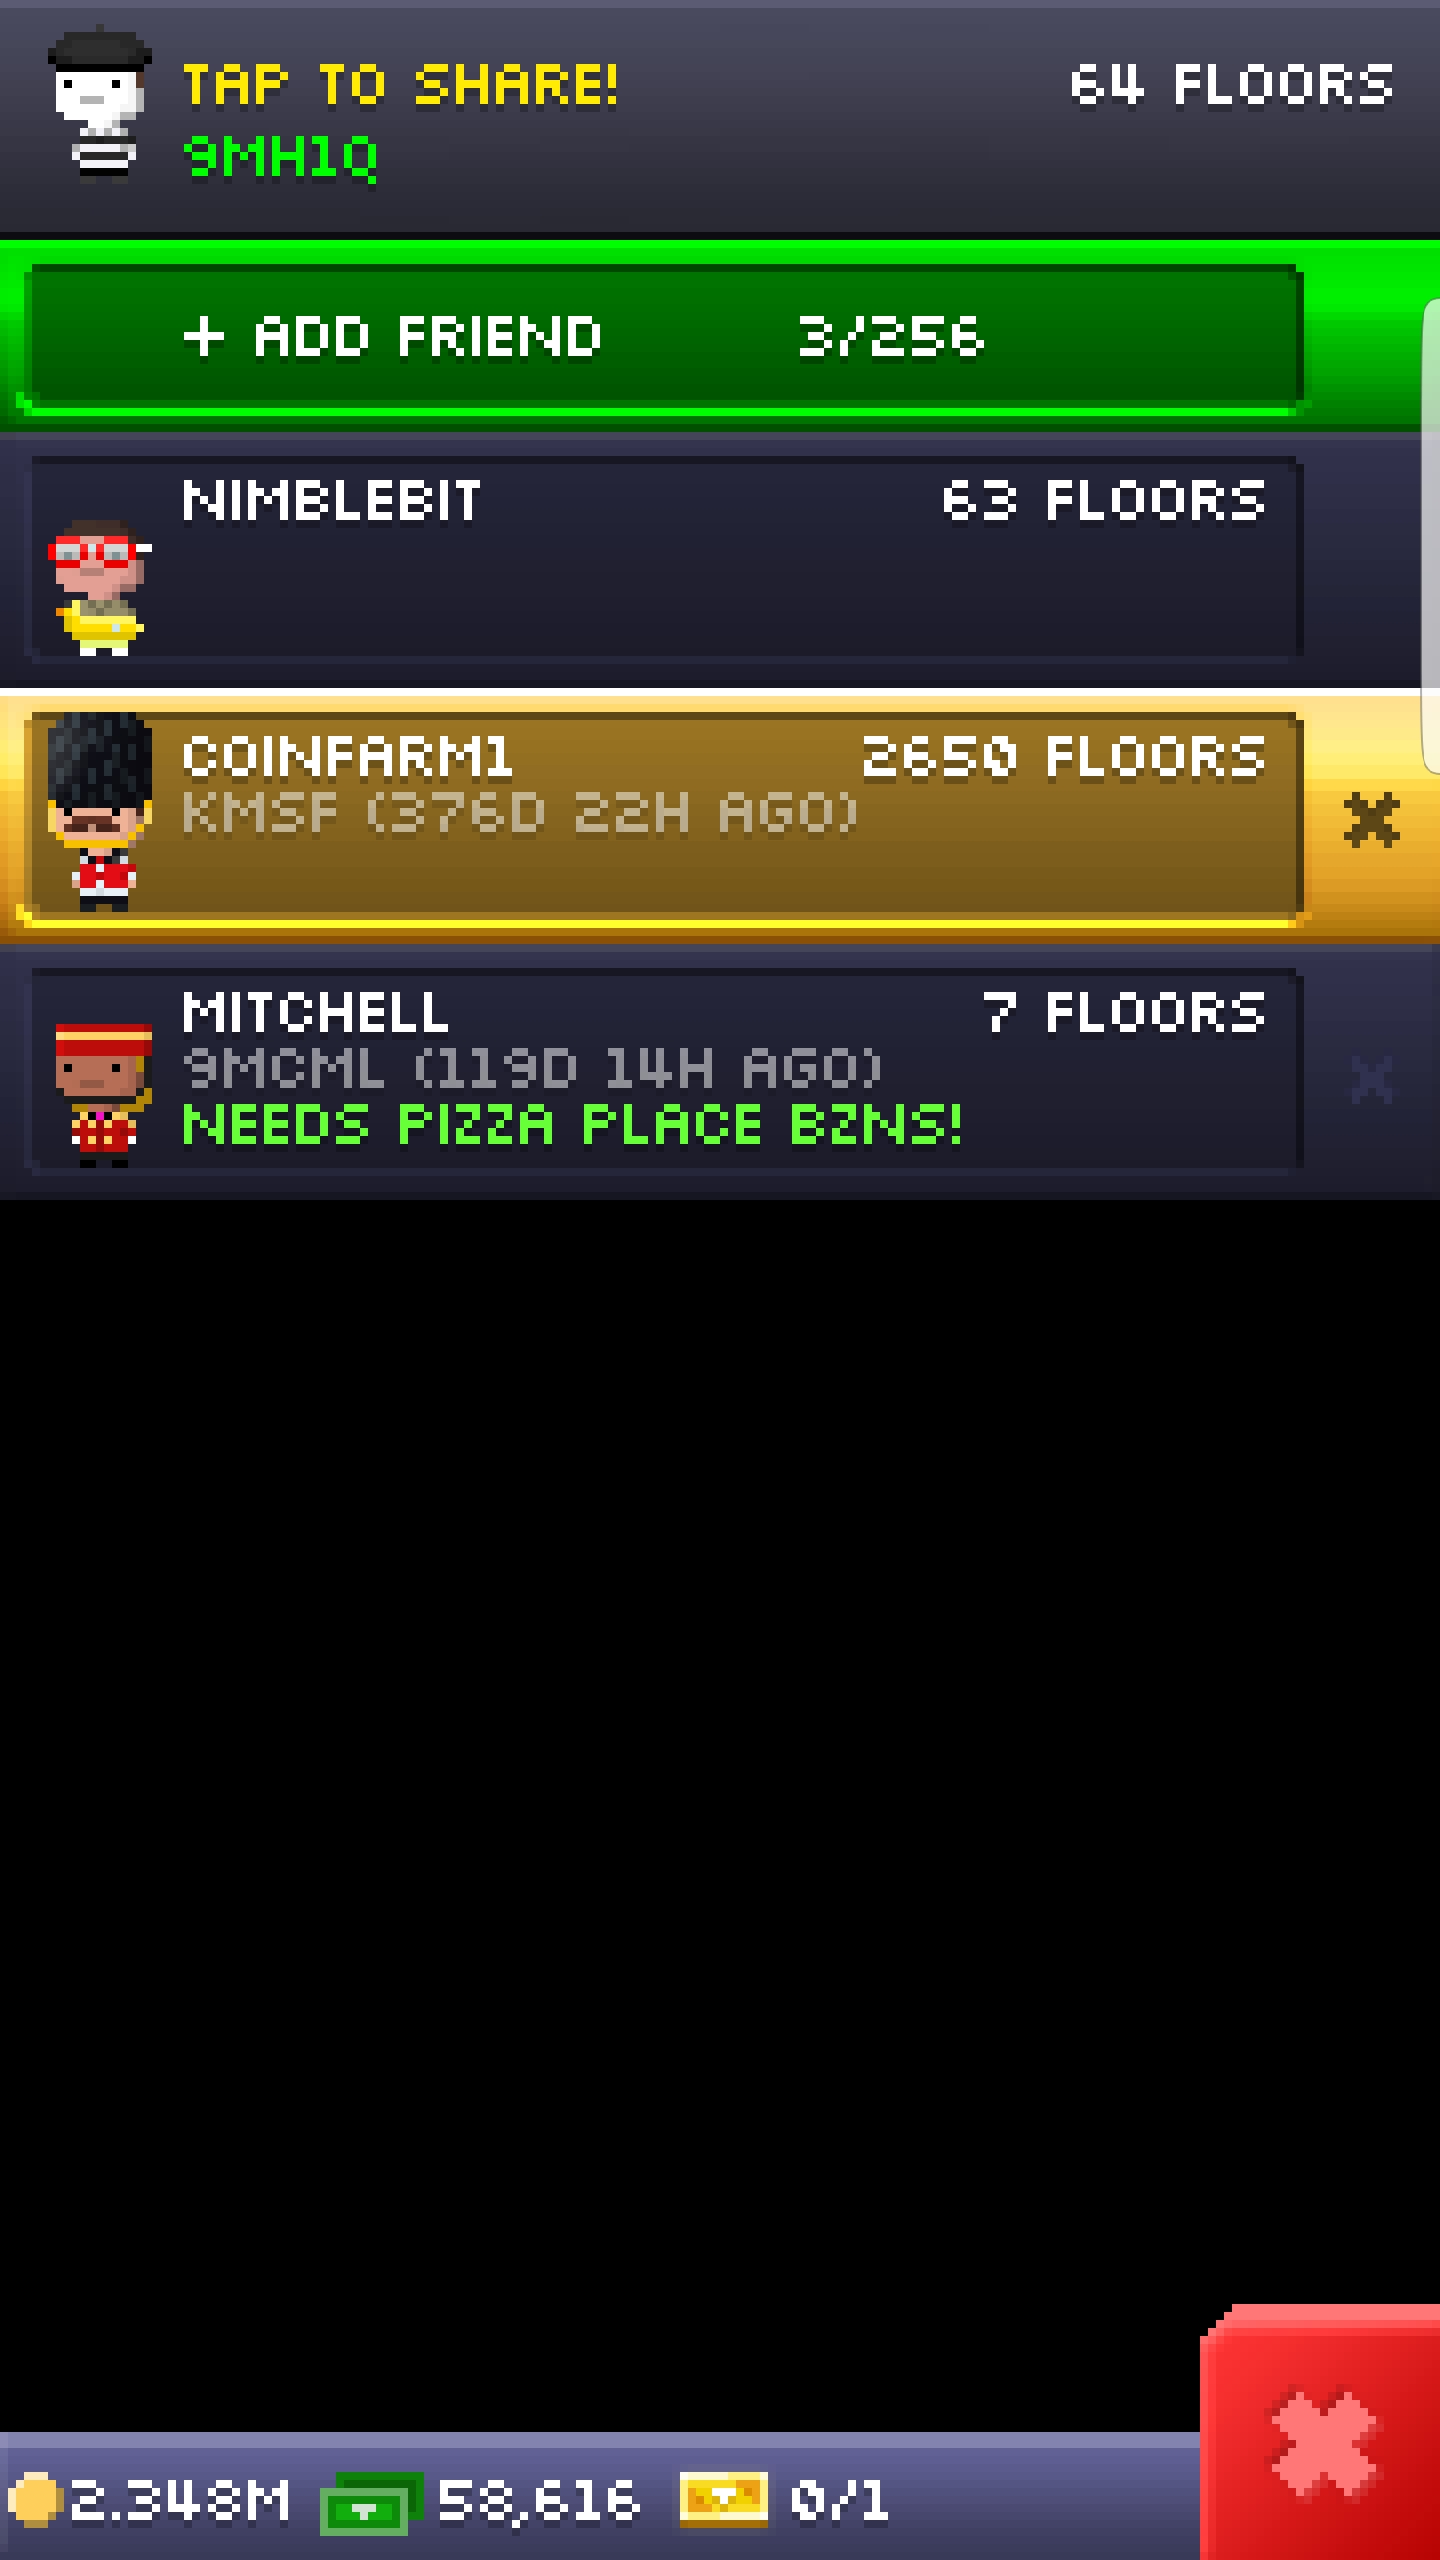 TAP TO SHARE! 64 FLOORS
9MH1Q
+ ADD FRIEND 3/256
NIMBLEBIT 63 FLOORS
COINFARM1 2650 FLOORS
KMSF (376D 22H AGO)
MITCHELL 7 FLOORS
9MCML (119D 14H AGO)
NEEDS PIZZA PLACE BZNS!
2.348M 58,616 0/1